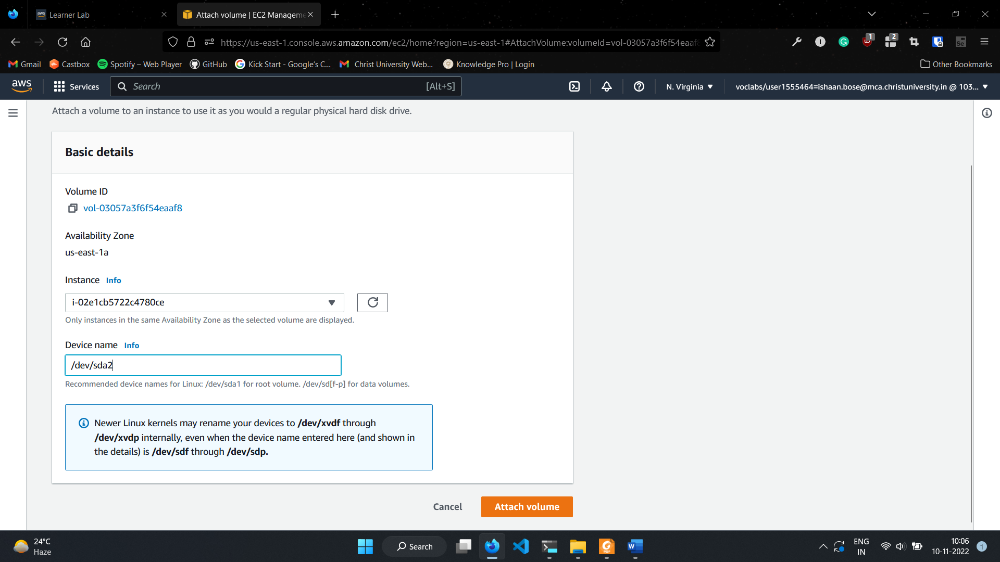 Learner Lab
Attach volume | EC2 Manageme
https://us-east-1.console.aws.amazon.com/ec2/home?region=us-east-1#AttachVolume:volumeId=vol-03057a3f6f54eaaf8
1
2
Gmail
Castbox
Spotify – Web Player
GitHub
Kick Start - Google's C...
Christ University Web...
Knowledge Pro | Login
Other Bookmarks
aws
Services
Search
[Alt+S]
N. Virginia
voclabs/user1555464=ishaan.bose@mca.christuniversity.in @ 103...
Attach a volume to an instance to use it as you would a regular physical hard disk drive.
Basic details
Volume ID
vol-03057a3f6f54eaaf8
Availability Zone
us-east-1a
Instance Info
i-02e1cb5722c4780ce
Only instances in the same Availability Zone as the selected volume are displayed.
Device name Info
/dev/sda2
Recommended device names for Linux: /dev/sda1 for root volume. /dev/sd[f-p] for data volumes.
Newer Linux kernels may rename your devices to /dev/xvdf through
/dev/xvdp internally, even when the device name entered here (and shown in
the details) is /dev/sdf through /dev/sdp.
Cancel
Attach volume
24°C
Haze
Search
ENG
IN
10:06
10-11-2022
1